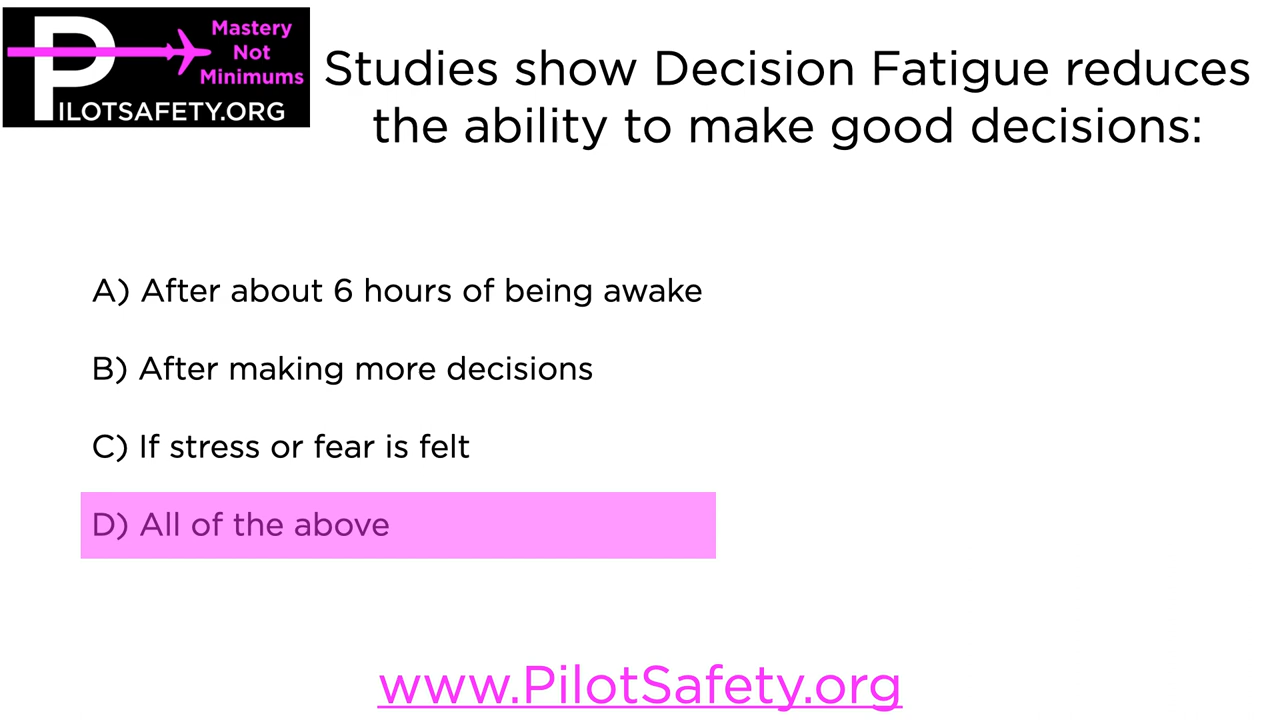 Mastery
Not
Minimums
PILOTSAFETY.ORG
Studies show Decision Fatigue reduces
the ability to make good decisions:
A) After about 6 hours of being awake
B) After making more decisions
C) If stress or fear is felt
D) All of the above
www.PilotSafety.org